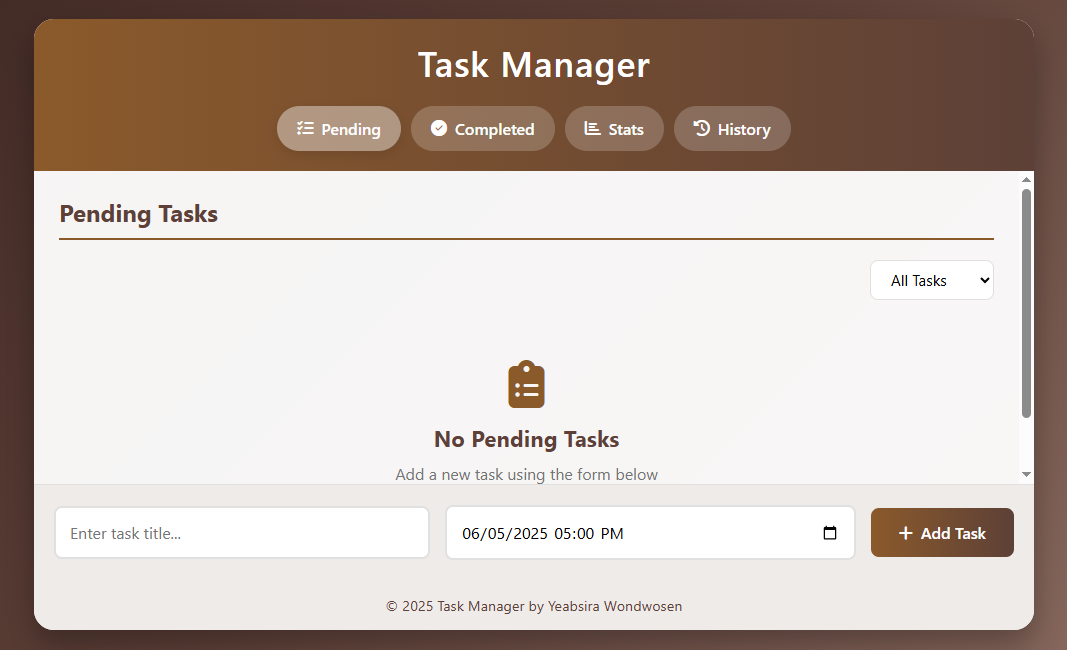 Task Manager
Pending Completed Stats History
Pending Tasks
All Tasks
No Pending Tasks
Add a new task using the form below
Enter task title... 06/05/2025 05:00 PM + Add Task
© 2025 Task Manager by Yeabsira Wondwosen